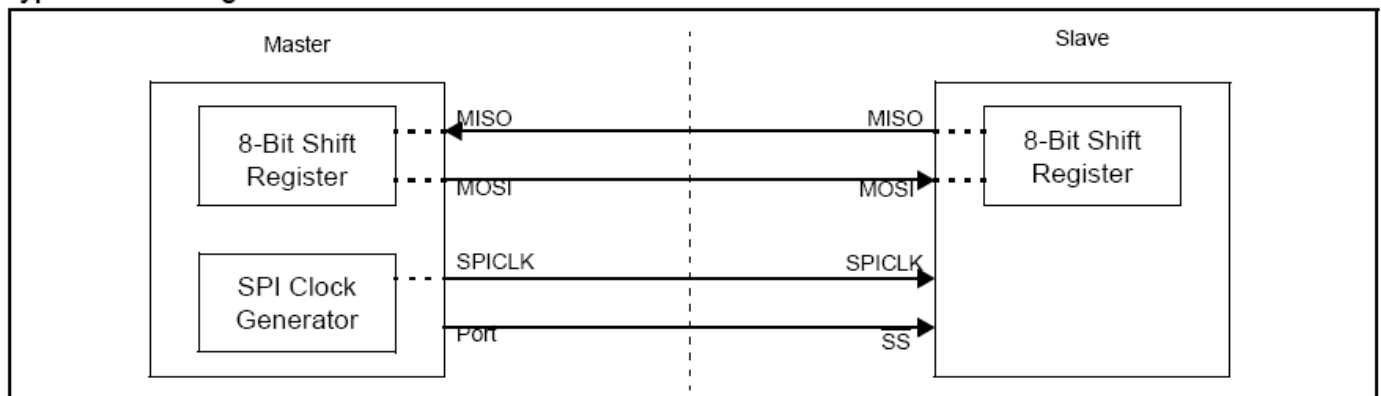 Master
Slave
MISO
MISO
8-Bit Shift
Register
8-Bit Shift
Register
MOSI
MOSI
SPICLK
SPICLK
SPI Clock
Generator
Port
SS